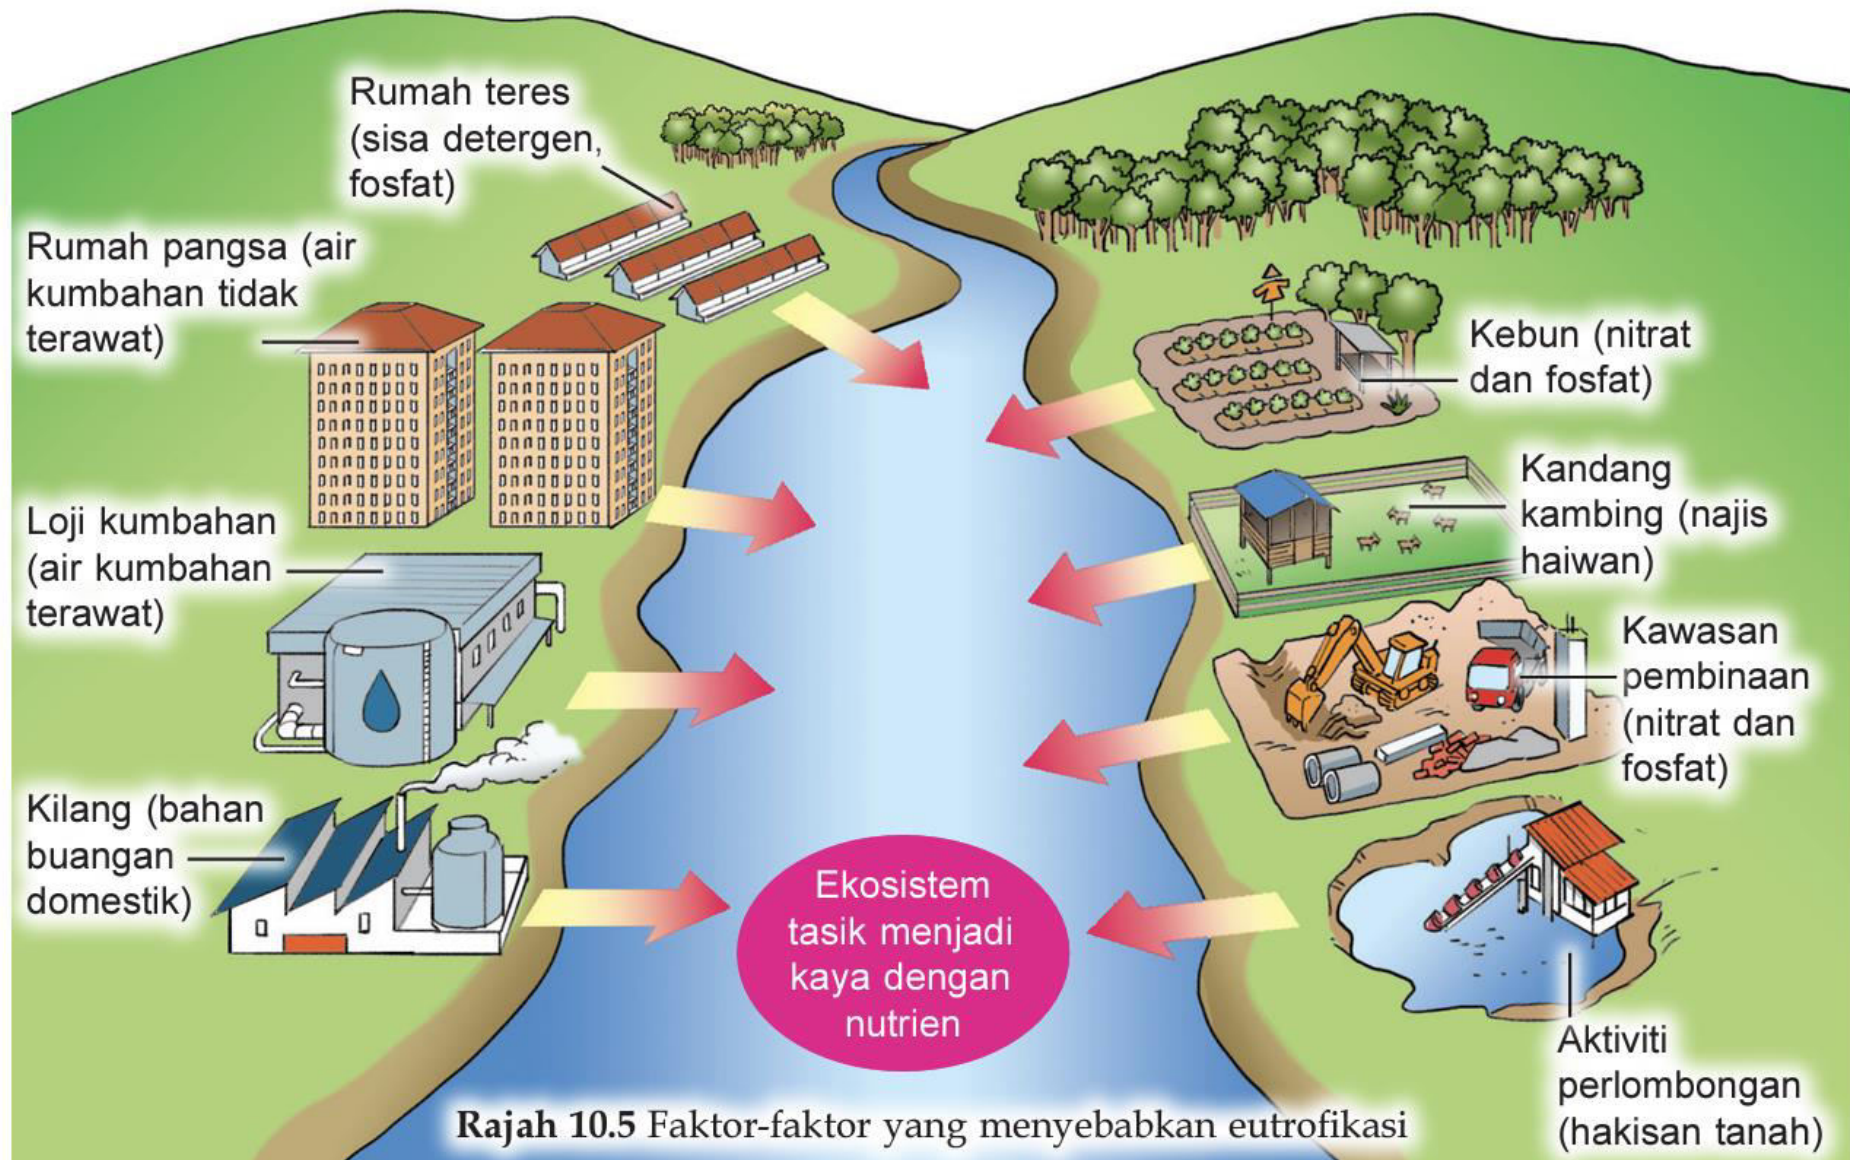 Rumah teres
(sisa detergen,
fosfat)
Rumah pangsa (air
kumbahan tidak
terawat)
Loji kumbahan
(air kumbahan
terawat)
Kilang (bahan
buangan
domestik)
Kebun (nitrat
dan fosfat)
Kandang
kambing (najis
haiwan)
Kawasan
pembinaan
(nitrat dan
fosfat)
Aktiviti
perlombongan
(hakisan tanah)
Ekosistem
tasik menjadi
kaya dengan
nutrien
Rajah 10.5 Faktor-faktor yang menyebabkan eutrofikasi